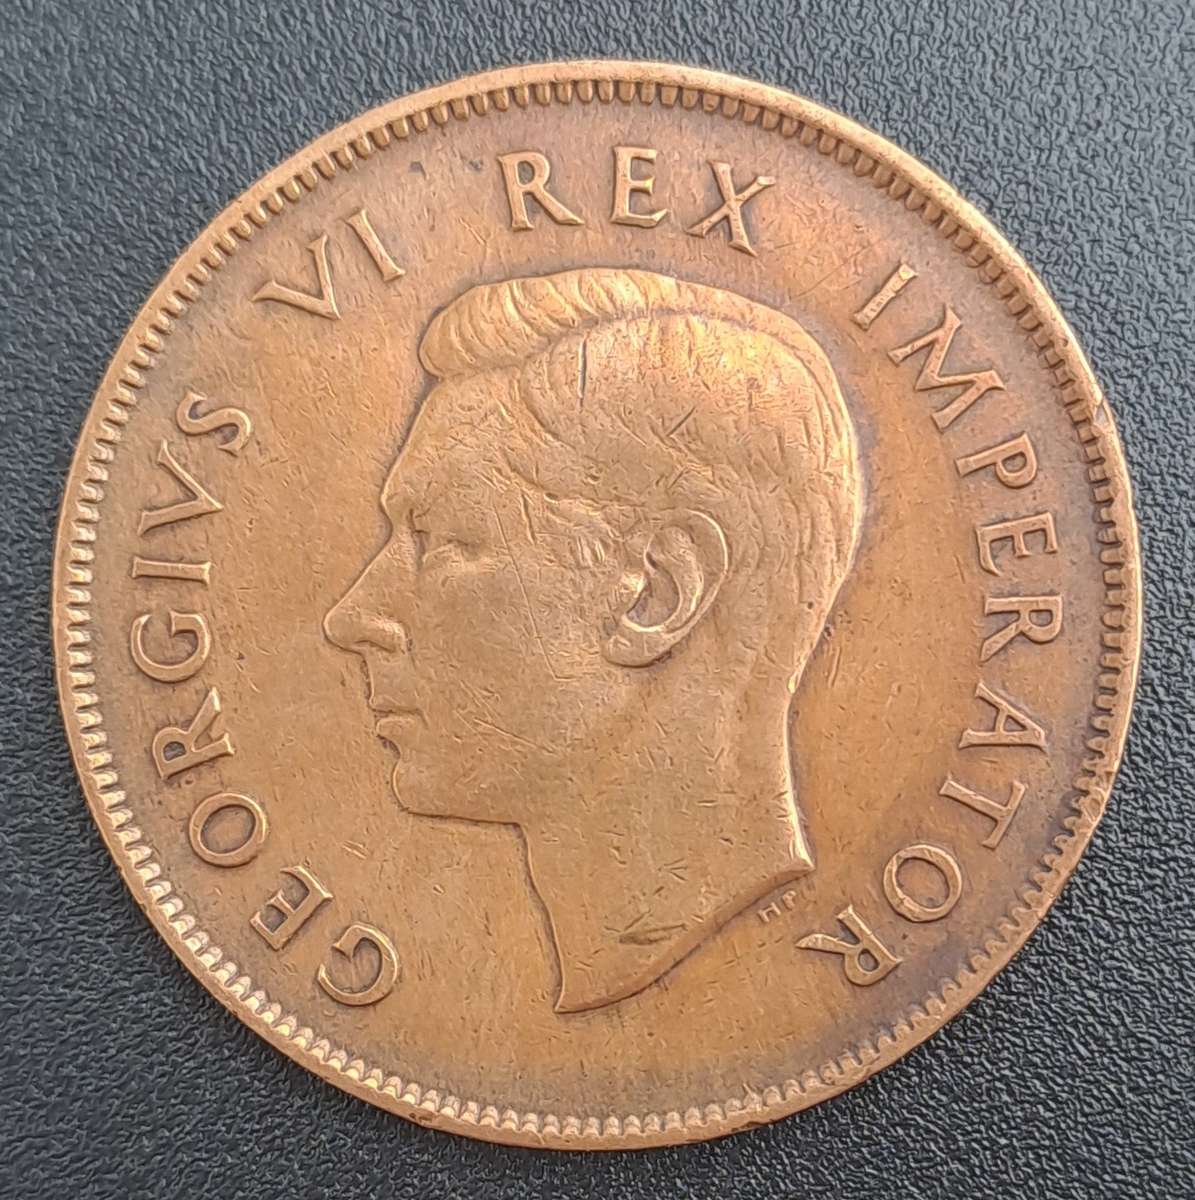 GEORGIVS VI REX IMPERATOR
HP